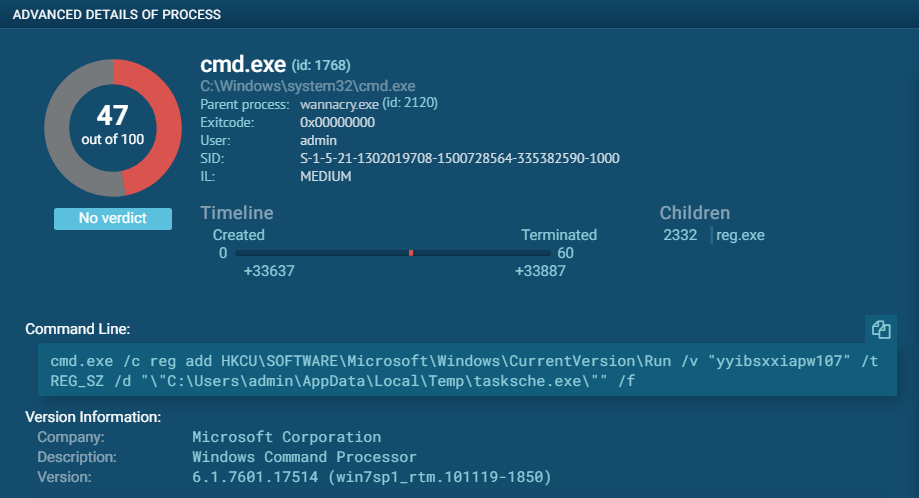 ADVANCED DETAILS OF PROCESS
47
out of 100
No verdict
cmd.exe (id: 1768)
C:\Windows\system32\cmd.exe
Parent process: wannacry.exe (id: 2120)
Exitcode: 0x00000000
User: admin
SID: S-1-5-21-1302019708-1500728564-335382590-1000
IL: MEDIUM
Timeline
Created Terminated
0 60
+33637 +33887
Children
2332 reg.exe
Command Line:
cmd.exe /c reg add HKCU\SOFTWARE\Microsoft\Windows\CurrentVersion\Run /v "yyibsxxiapw107" /t
REG_SZ /d "\"C:\Users\admin\AppData\Local\Temp\tasksche.exe\"" /f
Version Information:
Company: Microsoft Corporation
Description: Windows Command Processor
Version: 6.1.7601.17514 (win7sp1_rtm.101119-1850)